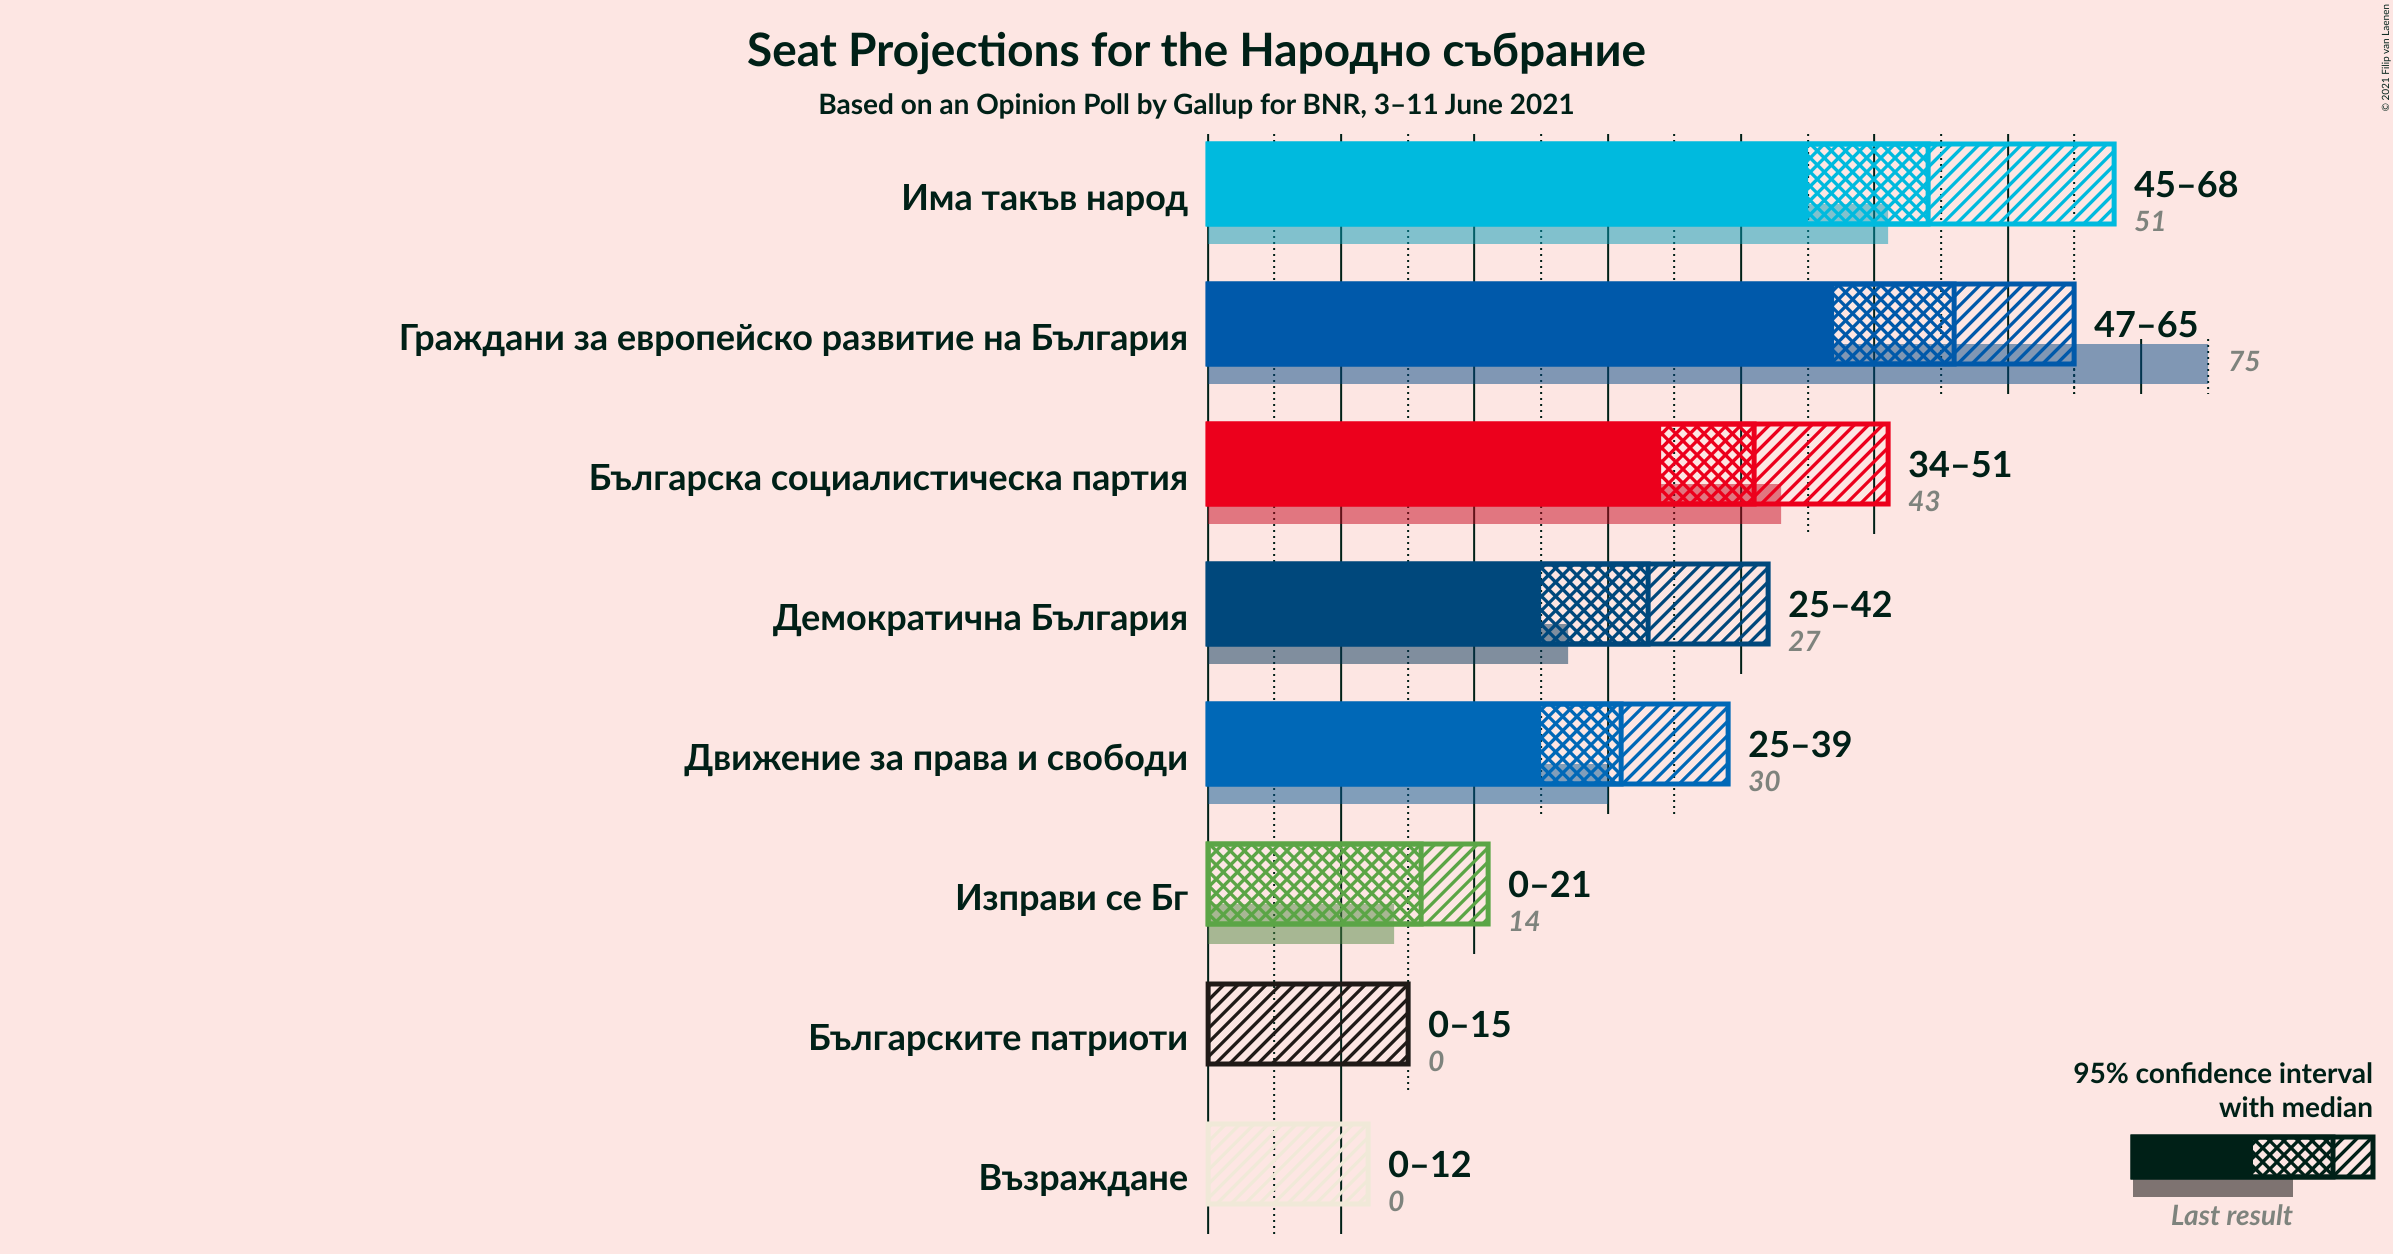 Seat Projections for the Народно събрание
Based on an Opinion Poll by Gallup for BNR, 3–11 June 2021
© 2021 Filip van Laenen
Има такъв народ
45–68
51
Граждани за европейско развитие на България
47–65
75
Българска социалистическа партия
34–51
43
Демократична България
25–42
27
Движение за права и свободи
25–39
30
Изправи се Бг
0–21
14
Българските патриоти
0–15
0
Възраждане
0–12
0
95% confidence interval
with median
Last result